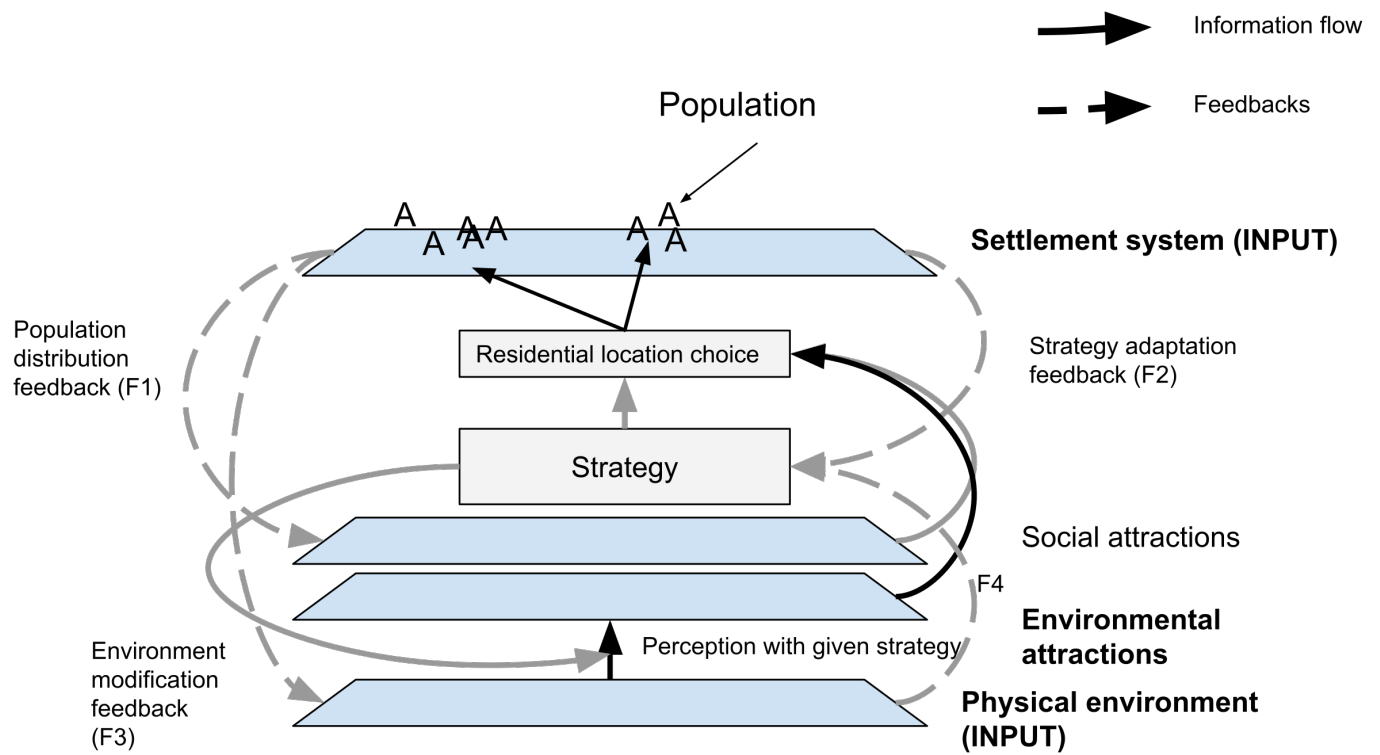 Information flow
Feedbacks
Population
A
A
A
A
A
A
A
A
Settlement system (INPUT)
Population
distribution
feedback (F1)
Residential location choice
Strategy adaptation
feedback (F2)
Strategy
Social attractions
F4
Environmental
attractions
Perception with given strategy
Environment
modification
feedback
(F3)
Physical environment
(INPUT)